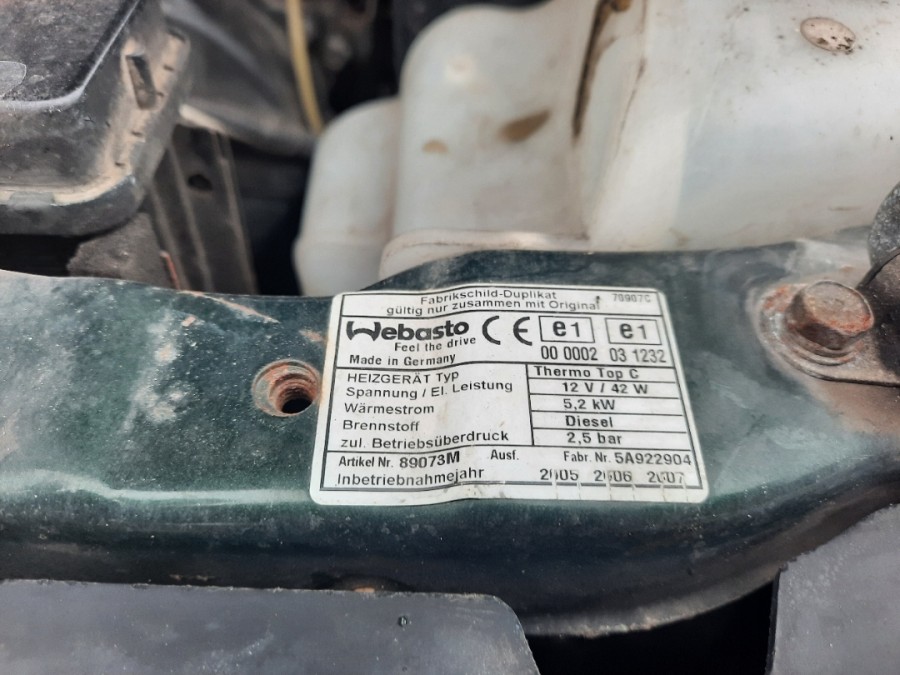 Fabrikschild-Duplikat
gültig nur zusammen mit Original
70907C
Webasto
Feel the drive
Made in Germany
CE
e1
e1
00 0002
03 1232
HEIZGERÄT Typ
Thermo Top C
Spannung / El. Leistung
12 V / 42 W
Wärmestrom
5,2 kW
Brennstoff
Diesel
zul. Betriebsüberdruck
2,5 bar
Artikel Nr. 89073M Ausf. Fabr. Nr. 5A922904
Inbetriebnahmejahr 2005 2006 2007